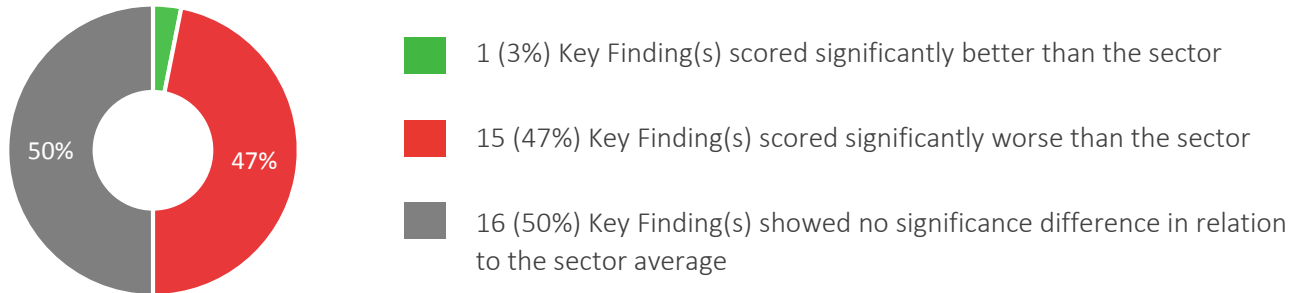 50%
47%
1 (3%) Key Finding(s) scored significantly better than the sector
15 (47%) Key Finding(s) scored significantly worse than the sector
16 (50%) Key Finding(s) showed no significance difference in relation
to the sector average